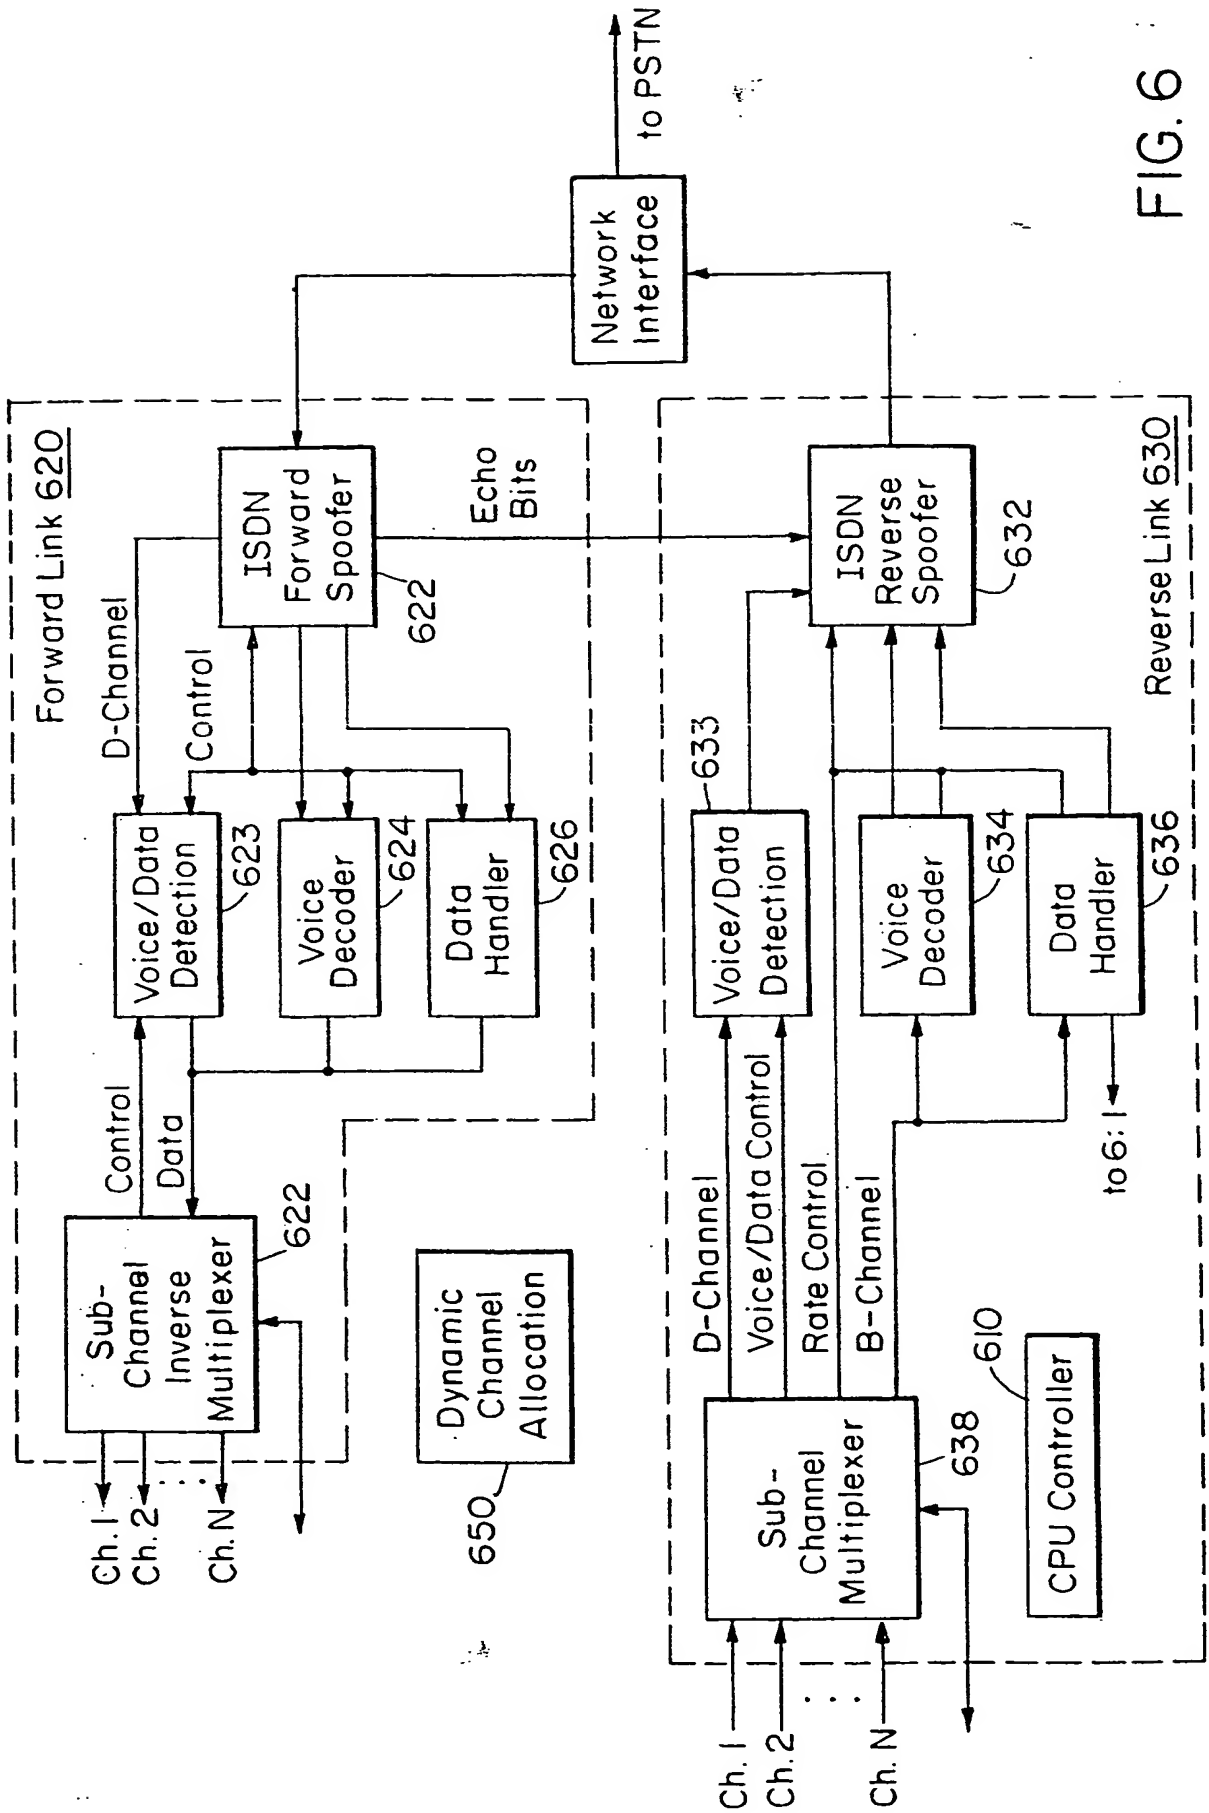 Forward Link 620
D-Channel
Control
Control
Data
Sub-
Channel
Inverse
Multiplexer
622
Ch. 1
Ch. 2
....
Ch. N
Voice/Data
Detection
623
Voice
Decoder
624
Data
Handler
626
ISDN
Forward
Spoofer
622
Echo
Bits
Network
Interface
to PSTN
Dynamic
Channel
Allocation
650
Reverse Link 630
Ch. 1
Ch. 2
....
Ch. N
Sub-
Channel
Multiplexer
638
D-Channel
Voice/Data Control
Rate Control
B-Channel
Voice/Data
Detection
633
Voice
Decoder
634
Data
Handler
636
to 6:1
ISDN
Reverse
Spoofer
632
CPU Controller
610
FIG. 6